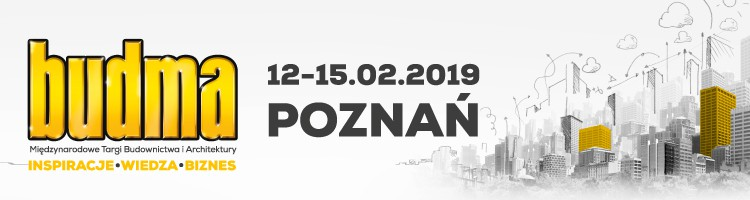 budma
Międzynarodowe Targi Budownictwa i Architektury
INSPIRACJE•WIEDZA•BIZNES
12-15.02.2019
POZNAŃ